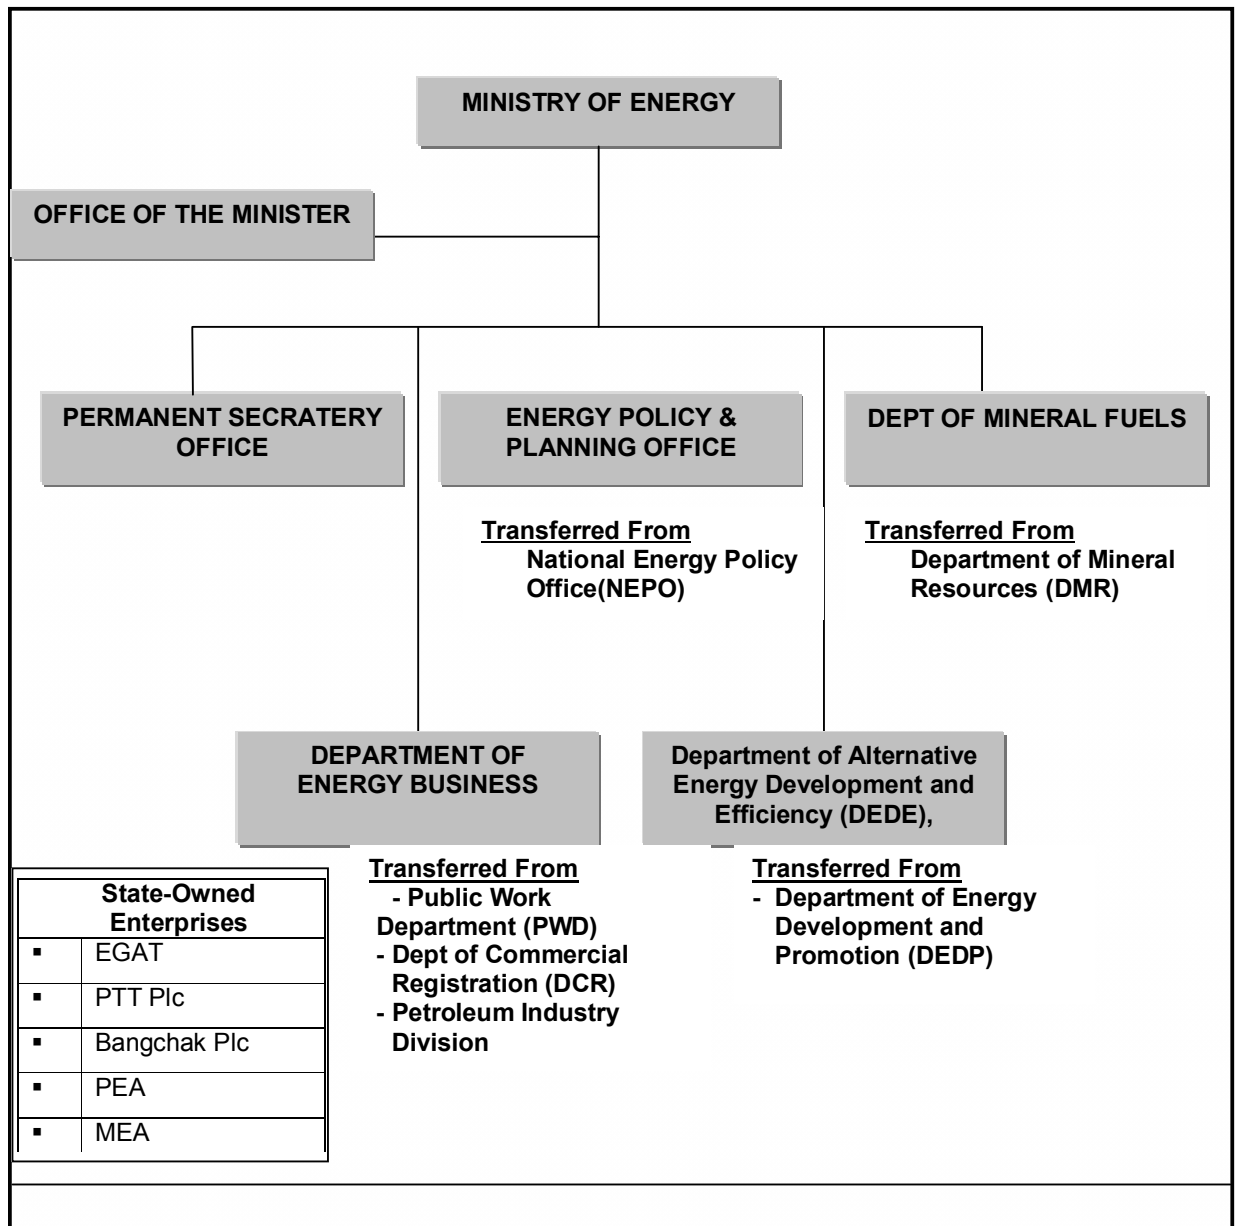 MINISTRY OF ENERGY
OFFICE OF THE MINISTER
PERMANENT SECRATERY
OFFICE
ENERGY POLICY &
PLANNING OFFICE
DEPT OF MINERAL FUELS
Transferred From
National Energy Policy
Office(NEPO)
Transferred From
Department of Mineral
Resources (DMR)
DEPARTMENT OF
ENERGY BUSINESS
Department of Alternative
Energy Development and
Efficiency (DEDE),
Transferred From
- Public Work
Department (PWD)
- Dept of Commercial
Registration (DCR)
- Petroleum Industry
Division
Transferred From
- Department of Energy
Development and
Promotion (DEDP)
State-Owned
Enterprises
▪ EGAT
▪ PTT Plc
▪ Bangchak Plc
▪ PEA
▪ MEA